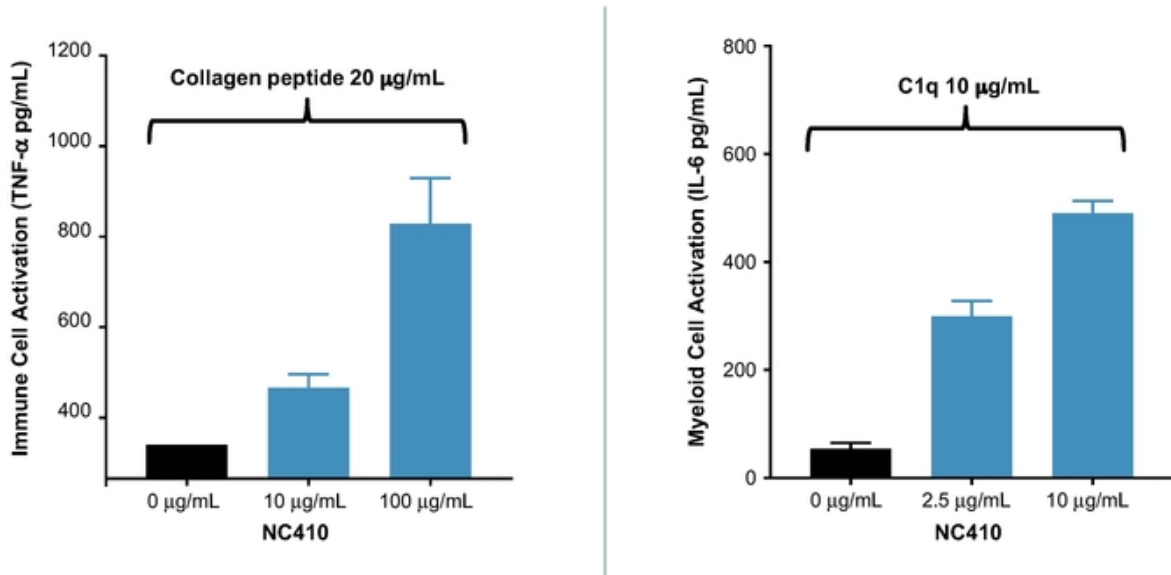 Immune Cell Activation (TNF-α pg/mL)
1200
1000
800
600
400
Collagen peptide 20 µg/mL
0 µg/mL 10 µg/mL 100 µg/mL
NC410
Myeloid Cell Activation (IL-6 pg/mL)
800
600
400
200
0
C1q 10 µg/mL
0 µg/mL 2.5 µg/mL 10 µg/mL
NC410